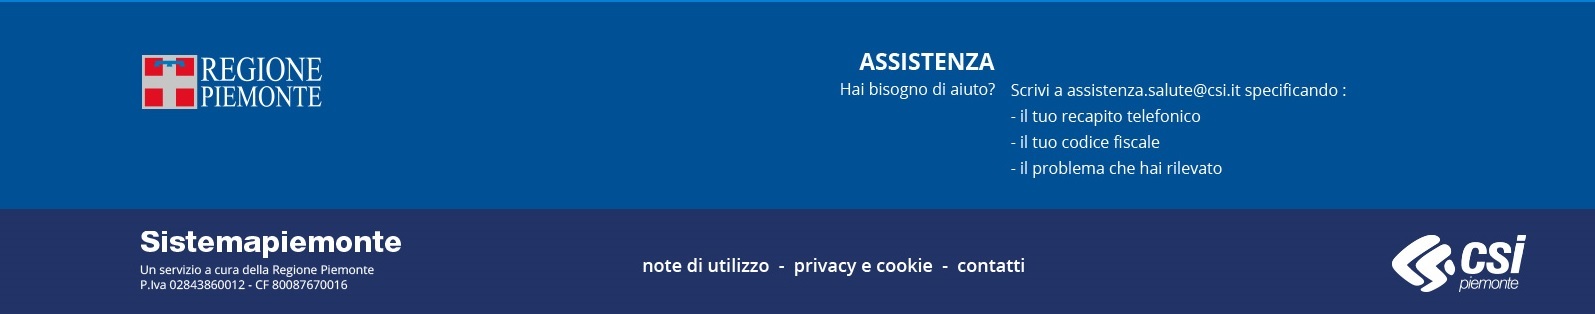 REGIONE
PIEMONTE
ASSISTENZA
Hai bisogno di aiuto?
Scrivi a assistenza.salute@csi.it specificando :
- il tuo recapito telefonico
- il tuo codice fiscale
- il problema che hai rilevato
Sistemapiemonte
Un servizio a cura della Regione Piemonte
P.Iva 02843860012 - CF 80087670016
note di utilizzo - privacy e cookie - contatti
csi
piemonte